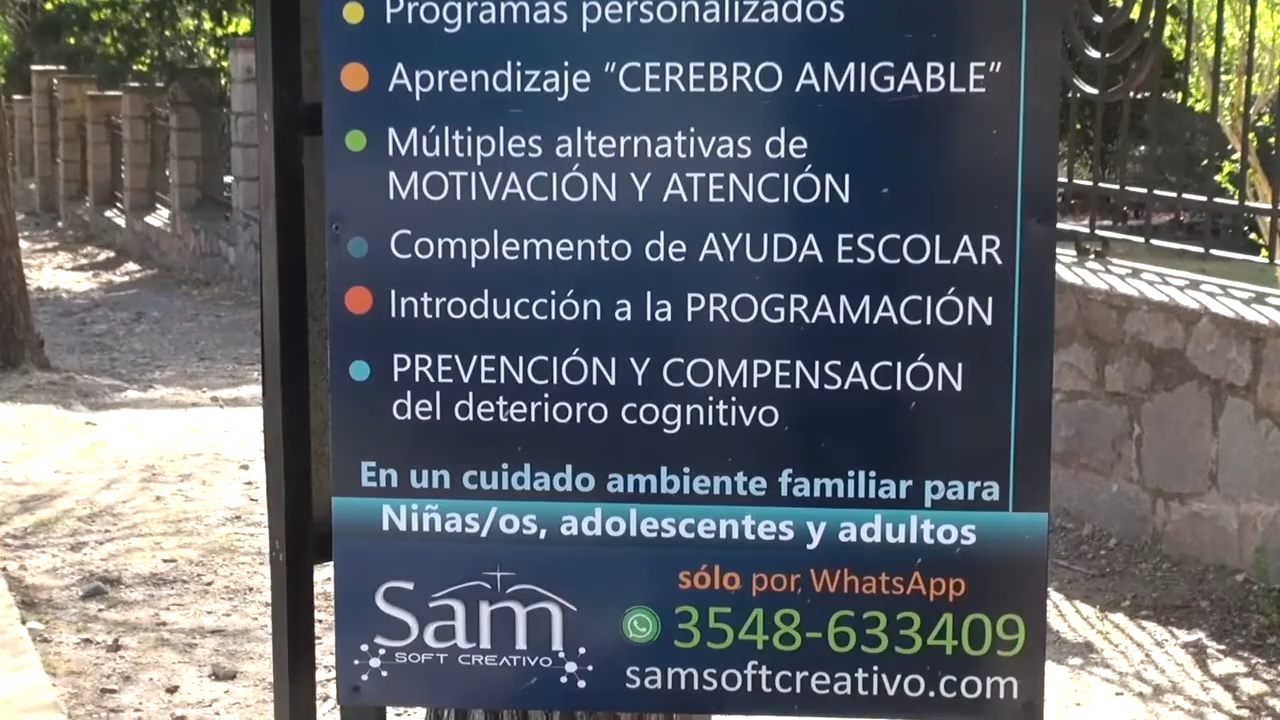 Programas personalizados
Aprendizaje “CEREBRO AMIGABLE”
Múltiples alternativas de
MOTIVACIÓN Y ATENCIÓN
Complemento de AYUDA ESCOLAR
Introducción a la PROGRAMACIÓN
PREVENCIÓN Y COMPENSACIÓN
del deterioro cognitivo
En un cuidado ambiente familiar para
Niñas/os, adolescentes y adultos
Sam
SOFT CREATIVO
sólo por WhatsApp
3548-633409
samsoftcreativo.com